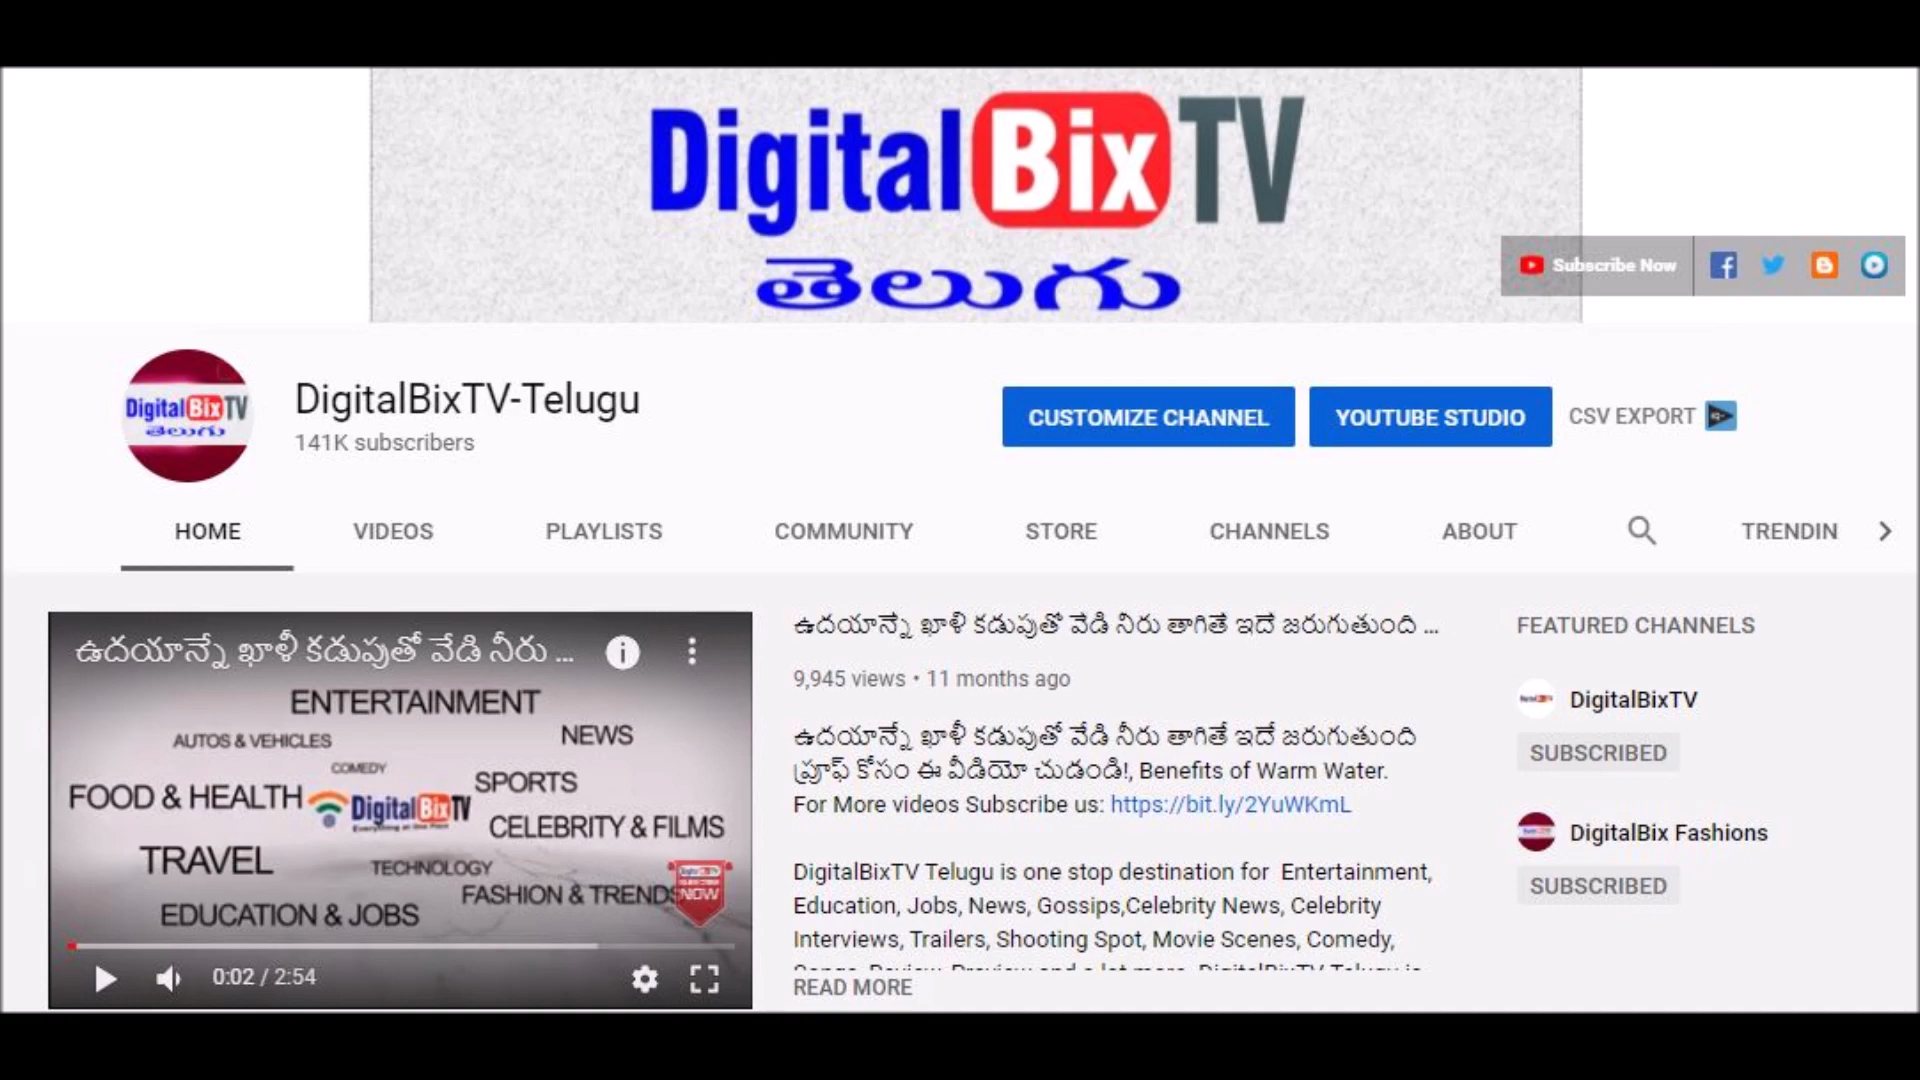 DigitalBixTV
తెలుగు
Subscribe Now
DigitalBixTV
తెలుగు
DigitalBixTV-Telugu
141K subscribers
CUSTOMIZE CHANNEL
YOUTUBE STUDIO
CSV EXPORT
HOME
VIDEOS
PLAYLISTS
COMMUNITY
STORE
CHANNELS
ABOUT
TRENDIN
ఉదయాన్నే ఖాళీ కడుపుతో వేడి నీరు ...
ENTERTAINMENT
AUTOS & VEHICLES
NEWS
COMEDY
SPORTS
FOOD & HEALTH
DigitalBixTV
CELEBRITY & FILMS
TRAVEL
TECHNOLOGY
FASHION & TRENDS
NOW
EDUCATION & JOBS
0:02 / 2:54
ఉదయాన్నే ఖాళి కడుపుతో వేడి నీరు తాగితే ఇదే జరుగుతుంది ...
9,945 views • 11 months ago
ఉదయాన్నే ఖాళీ కడుపుతో వేడి నీరు తాగితే ఇదే జరుగుతుంది
ప్రూఫ్ కోసం ఈ వీడియో చుడండి!, Benefits of Warm Water.
For More videos Subscribe us: https://bit.ly/2YuWKmL
DigitalBixTV Telugu is one stop destination for Entertainment,
Education, Jobs, News, Gossips,Celebrity News, Celebrity
Interviews, Trailers, Shooting Spot, Movie Scenes, Comedy,
READ MORE
FEATURED CHANNELS
DigitalBixTV
SUBSCRIBED
DigitalBix Fashions
SUBSCRIBED